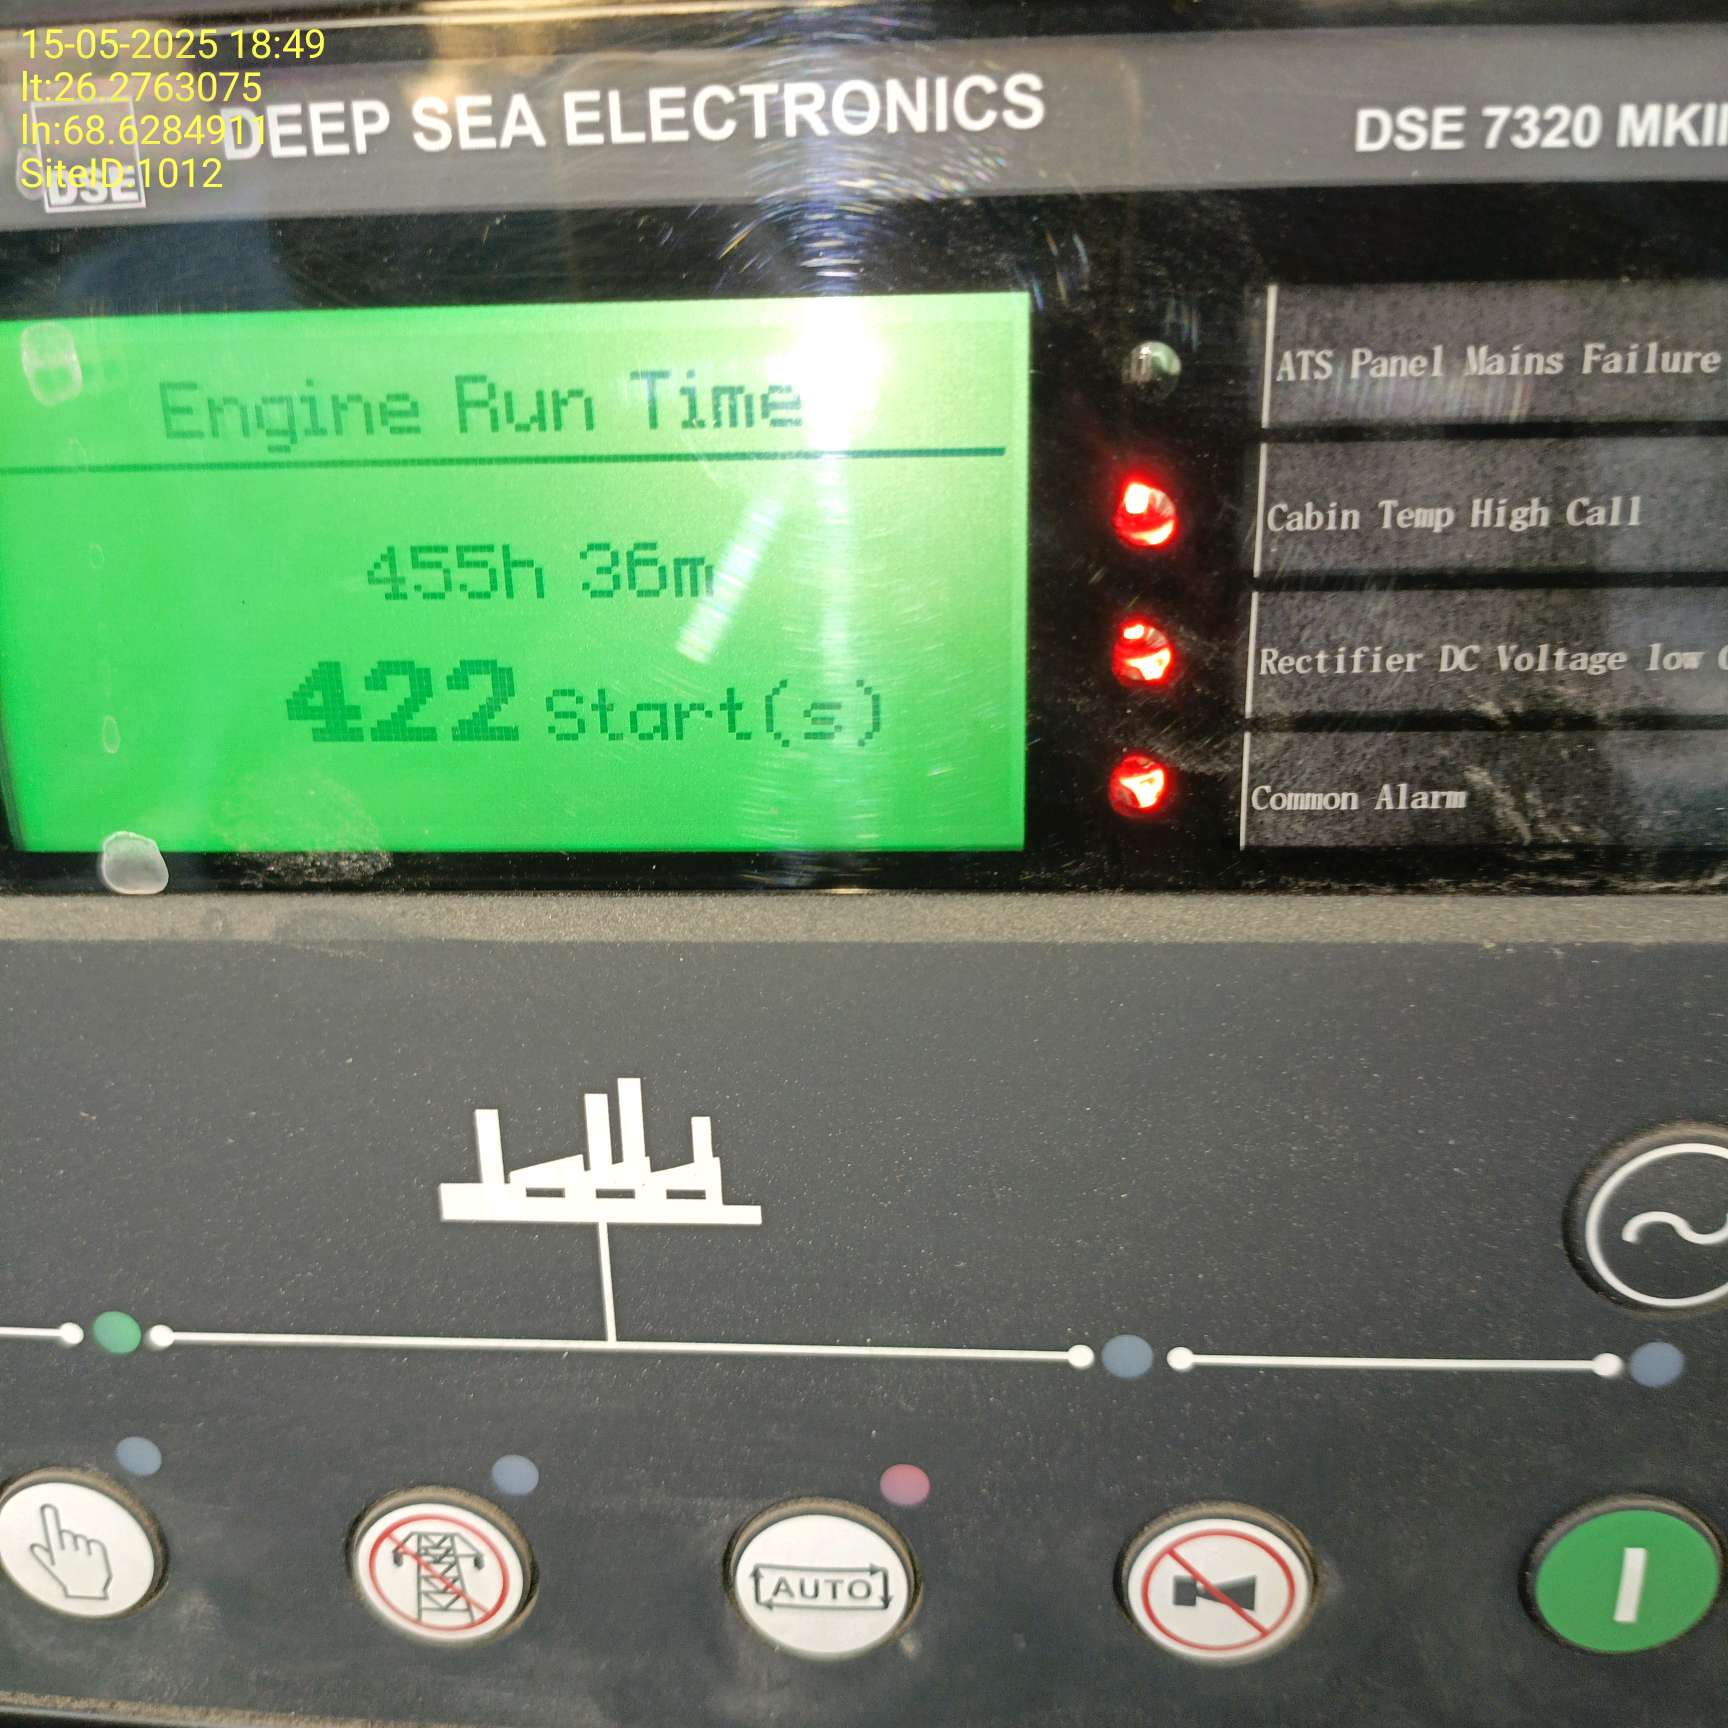 15-05-2025 18:49
lt:26.2763075
ln:68.6284911
SiteID:1012
DSE
DEEP SEA ELECTRONICS
DSE 7320 MKII
Engine Run Time
455h 36m
422 Start(s)
ATS Panel Mains Failure
Cabin Temp High Call
Rectifier DC Voltage low
Common Alarm
AUTO